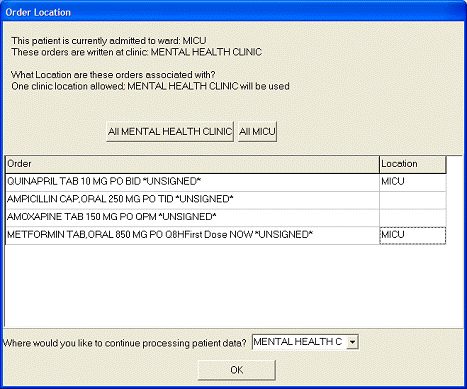 Order Location
This patient is currently admitted to ward: MICU
These orders are written at clinic: MENTAL HEALTH CLINIC
What Location are these orders associated with?
One clinic location allowed: MENTAL HEALTH CLINIC will be used
All MENTAL HEALTH CLINIC All MICU
Order Location
QUINAPRIL TAB 10 MG PO BID *UNSIGNED* MICU
AMPICILLIN CAP,ORAL 250 MG PO TID *UNSIGNED*
AMOXAPINE TAB 150 MG PO QPM *UNSIGNED*
METFORMIN TAB,ORAL 850 MG PO Q8HFirst Dose NOW *UNSIGNED* MICU
Where would you like to continue processing patient data? MENTAL HEALTH C
OK